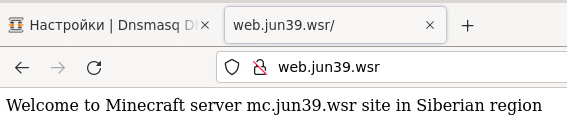 Настройки | Dnsmasq D
web.jun39.wsr/
web.jun39.wsr
Welcome to Minecraft server mc.jun39.wsr site in Siberian region